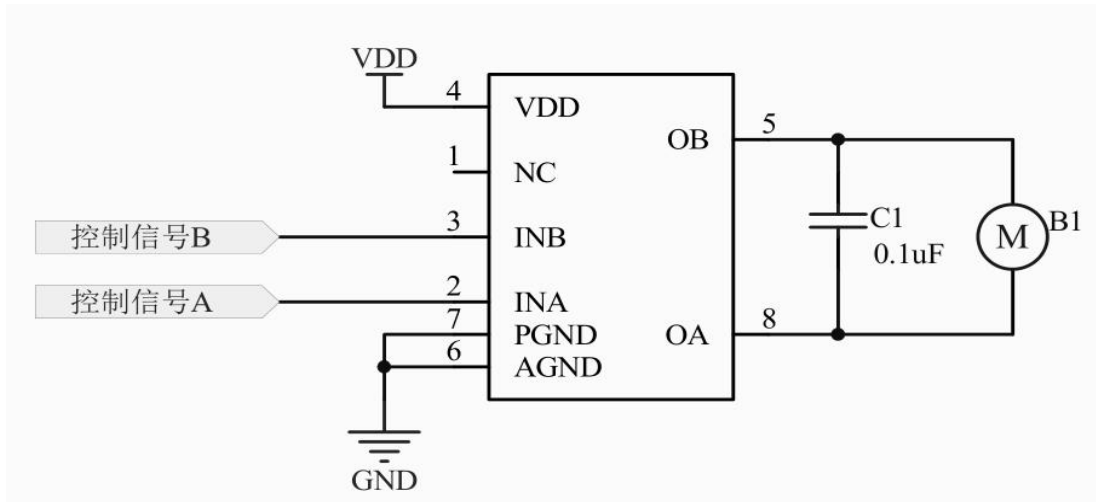 VDD
4
VDD
OB
5
1
NC
控制信号B
3
INB
C1
0.1uF
M
B1
控制信号A
2
INA
7
PGND
OA
8
6
AGND
GND